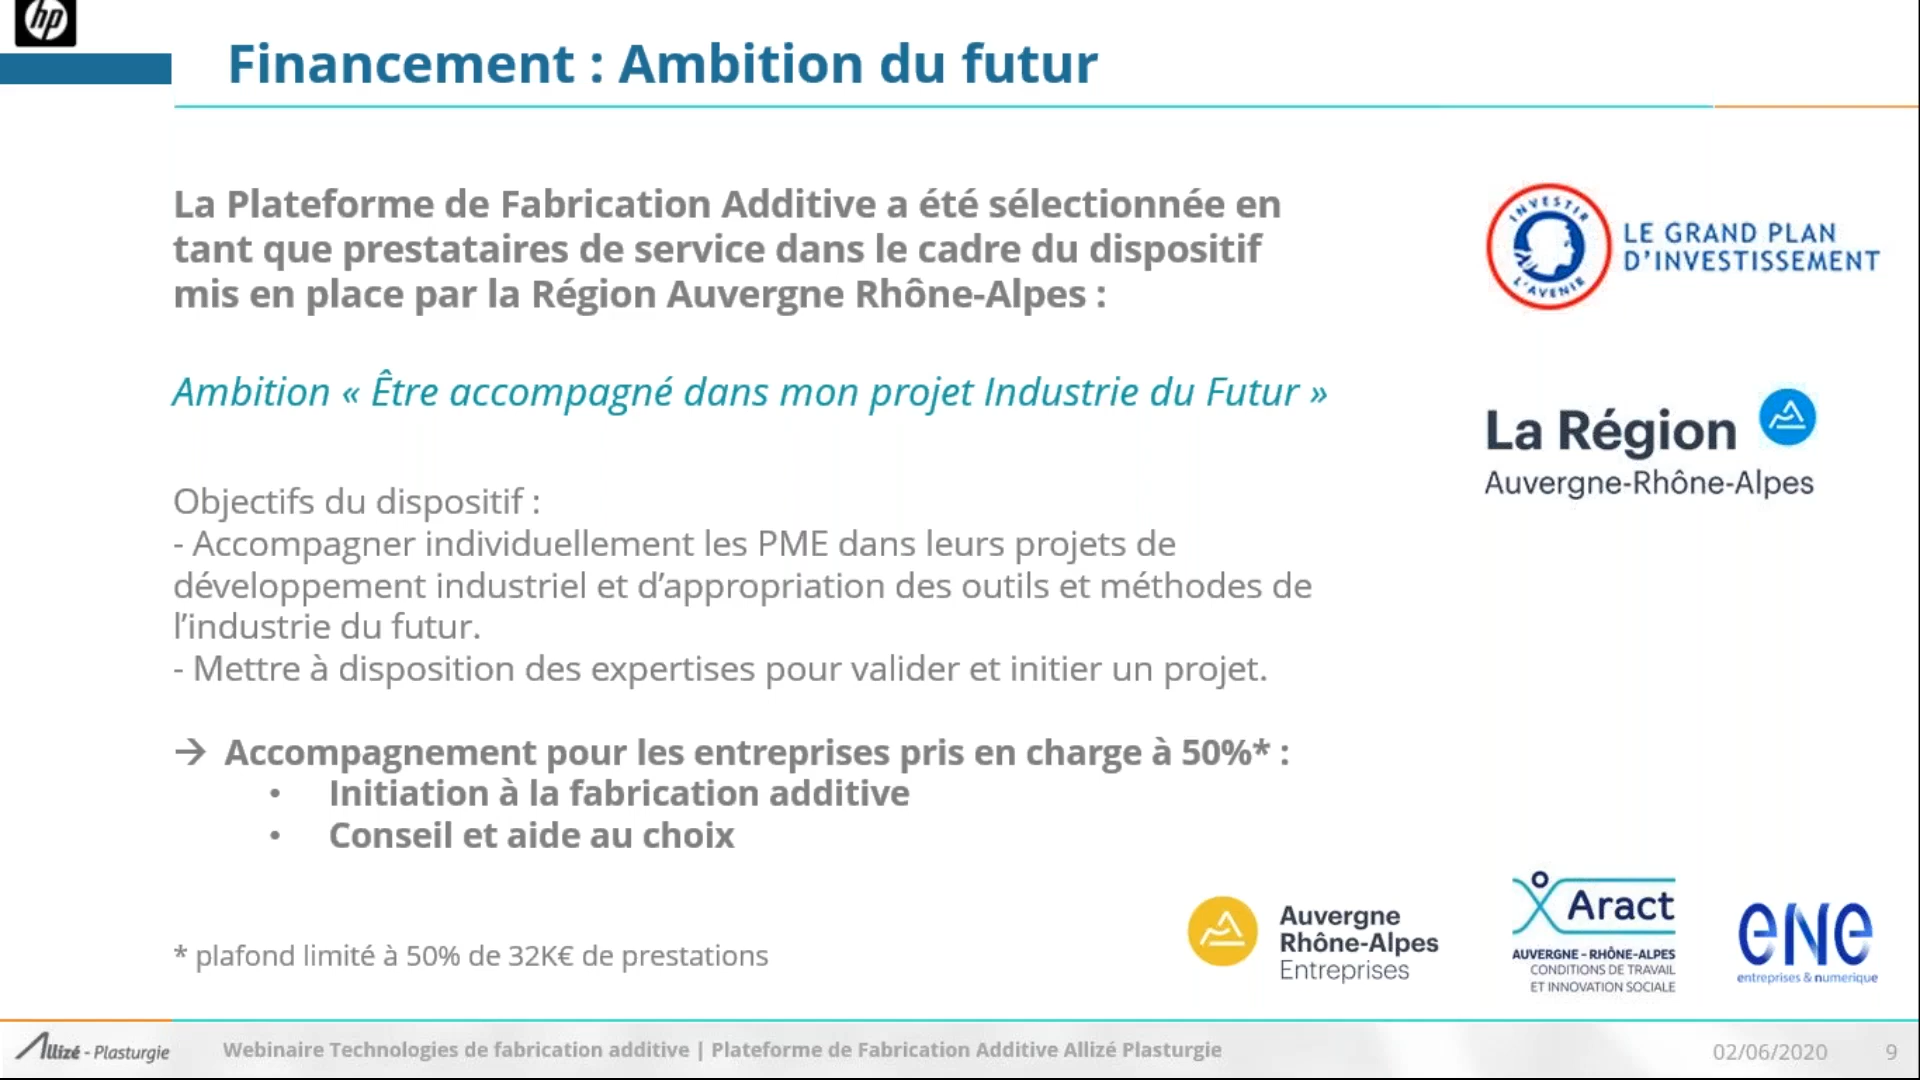 hp
Financement : Ambition du futur
La Plateforme de Fabrication Additive a été sélectionnée en
tant que prestataires de service dans le cadre du dispositif
mis en place par la Région Auvergne Rhône-Alpes :
INVESTIR
L'AVENIR
LE GRAND PLAN
D'INVESTISSEMENT
Ambition « Être accompagné dans mon projet Industrie du Futur »
La Région
Auvergne-Rhône-Alpes
Objectifs du dispositif :
- Accompagner individuellement les PME dans leurs projets de
développement industriel et d’appropriation des outils et méthodes de
l’industrie du futur.
- Mettre à disposition des expertises pour valider et initier un projet.
→ Accompagnement pour les entreprises pris en charge à 50%* :
• Initiation à la fabrication additive
• Conseil et aide au choix
* plafond limité à 50% de 32K€ de prestations
Auvergne
Rhône-Alpes
Entreprises
Aract
AUVERGNE - RHÔNE-ALPES
CONDITIONS DE TRAVAIL
ET INNOVATION SOCIALE
ene
entreprises & numerique
Allizé - Plasturgie
Webinaire Technologies de fabrication additive | Plateforme de Fabrication Additive Allizé Plasturgie
02/06/2020
9